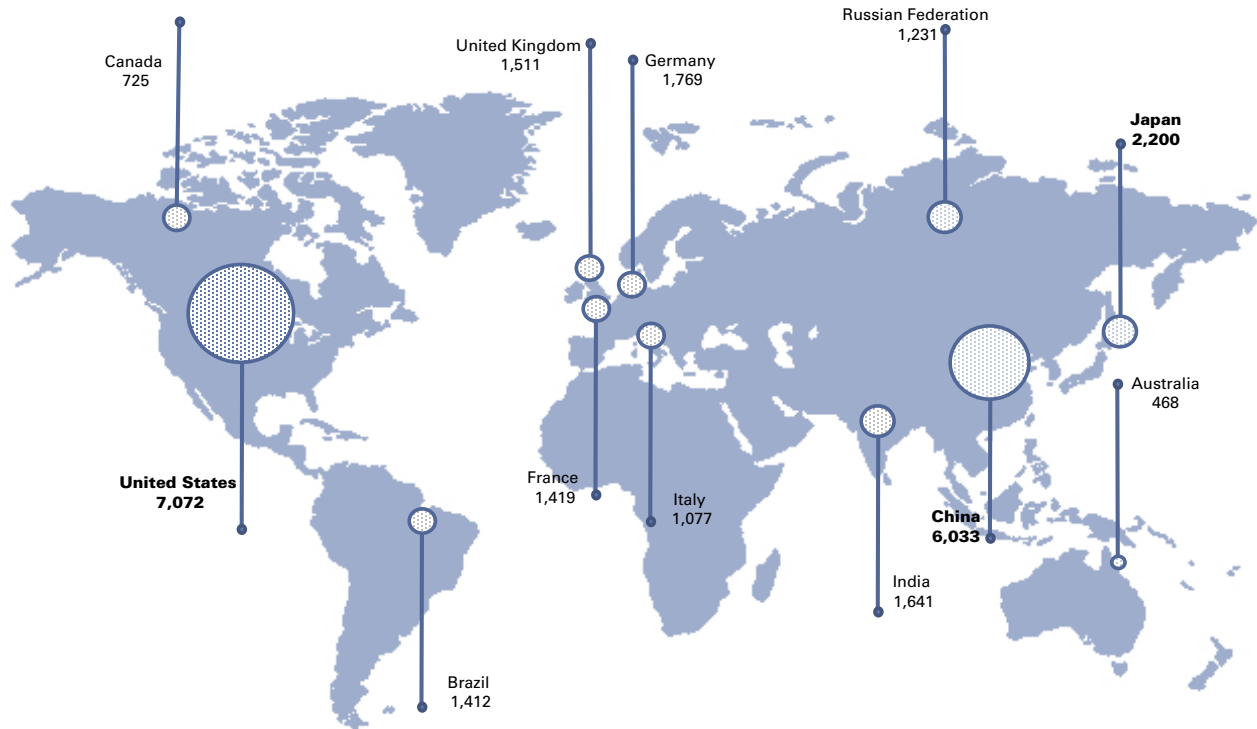 Russian Federation
1,231
United Kingdom
1,511
Canada
725
Germany
1,769
Japan
2,200
Australia
468
United States
7,072
France
1,419
Italy
1,077
China
6,033
India
1,641
Brazil
1,412